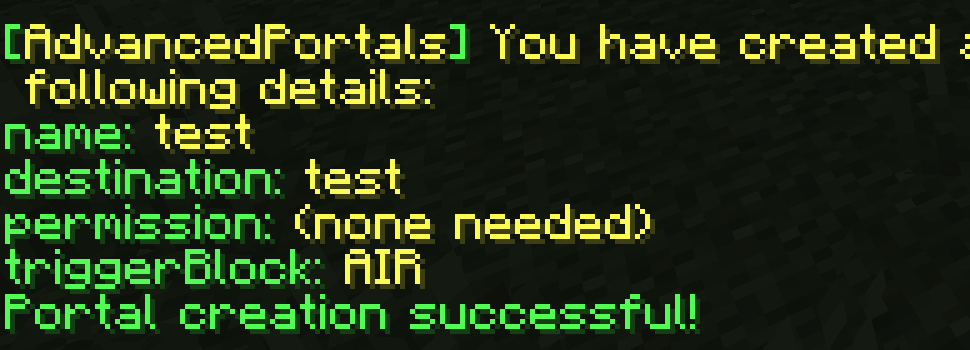 [AdvancedPortals] You have created
following details:
name: test
destination: test
permission: (none needed)
triggerBlock: AIR
Portal creation successful!